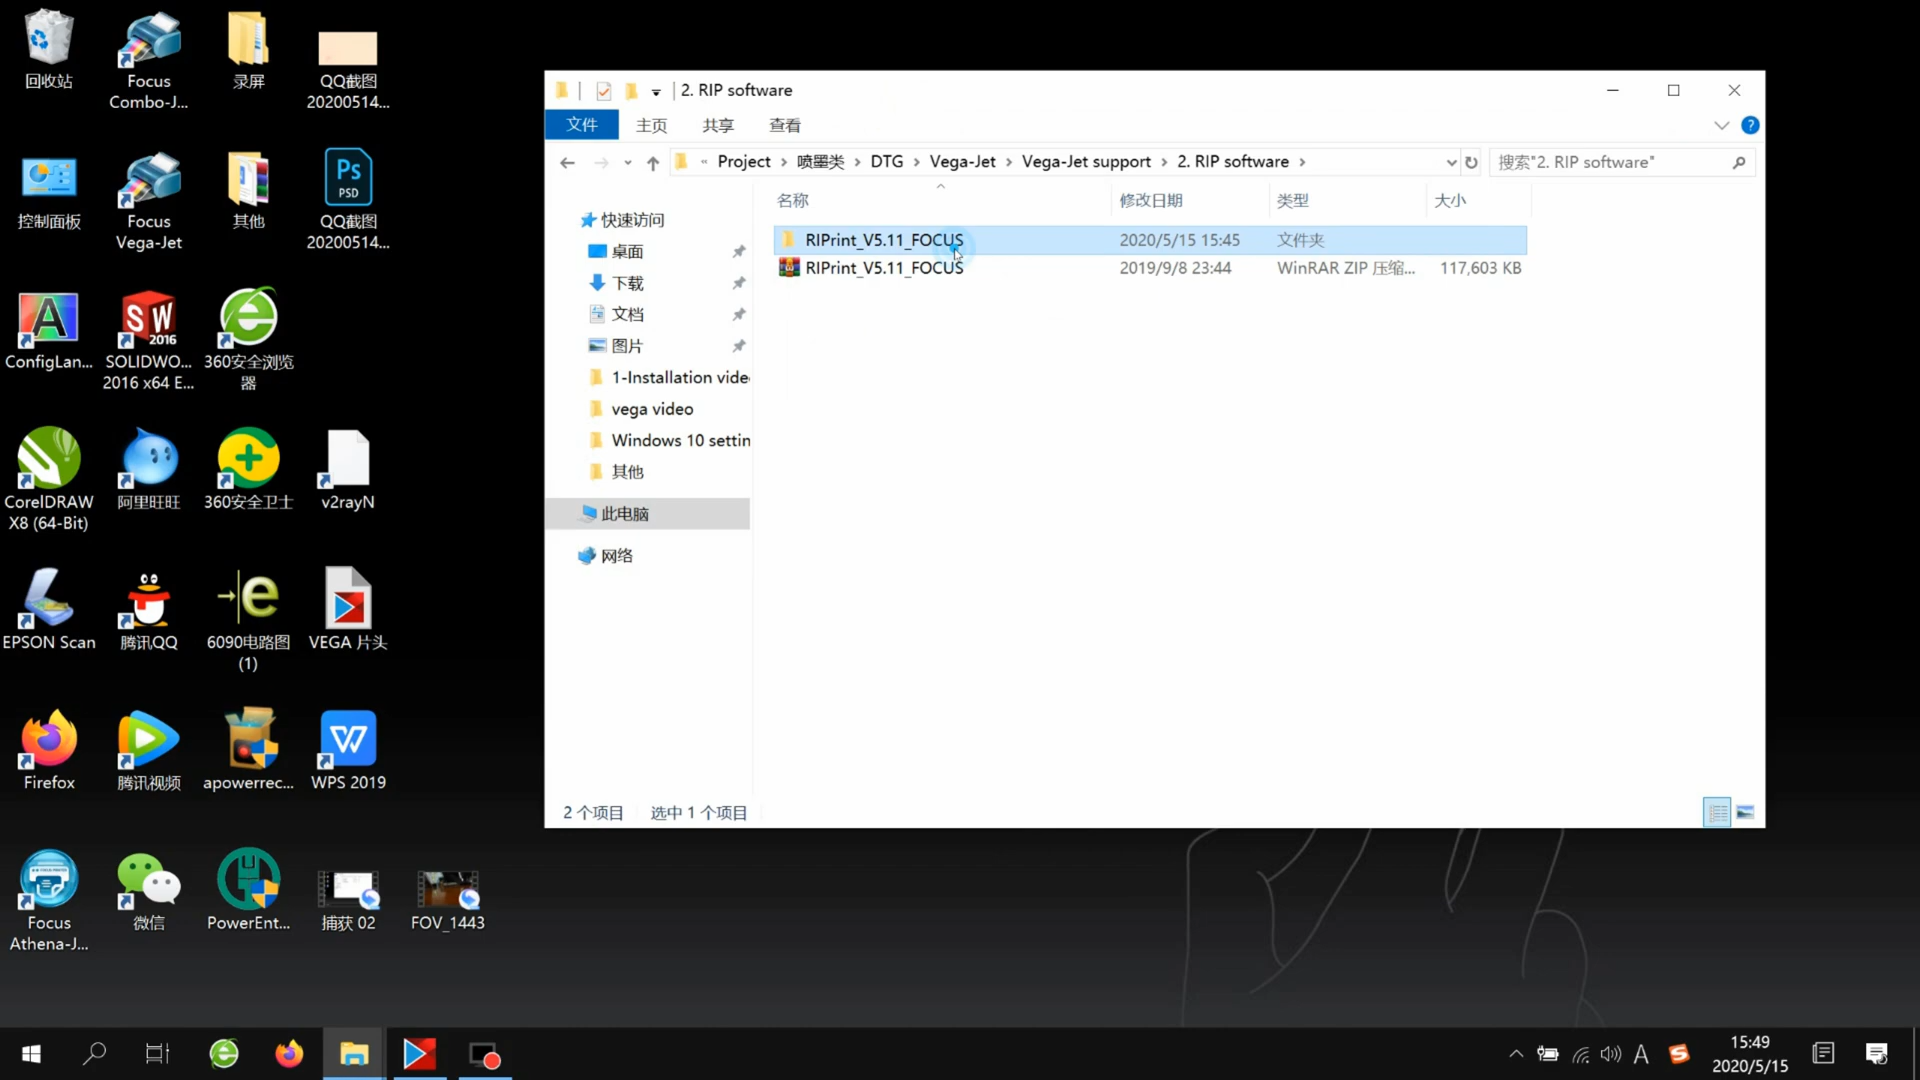 回收站
Focus
Combo-J...
录屏
QQ截图
20200514...
控制面板
Focus
Vega-Jet
其他
Ps
PSD
QQ截图
20200514...
ConfigLan...
SW
2016
SOLIDWO...
2016 x64 E...
360安全浏览
器
CorelDRAW
X8 (64-Bit)
阿里旺旺
360安全卫士
v2rayN
EPSON Scan
腾讯QQ
6090电路图
(1)
VEGA 片头
Firefox
腾讯视频
apowerrec...
WPS 2019
Focus
Athena-J...
微信
PowerEnt...
捕获 02
FOV_1443
2. RIP software
文件
主页
共享
查看
« Project › 喷墨类 › DTG › Vega-Jet › Vega-Jet support › 2. RIP software ›
搜索"2. RIP software"
快速访问
桌面
下载
文档
图片
1-Installation vide
vega video
Windows 10 settin
其他
此电脑
网络
名称 修改日期 类型 大小
RIPrint_V5.11_FOCUS 2020/5/15 15:45 文件夹
RIPrint_V5.11_FOCUS 2019/9/8 23:44 WinRAR ZIP 压缩... 117,603 KB
2 个项目 选中 1 个项目
A
15:49
2020/5/15